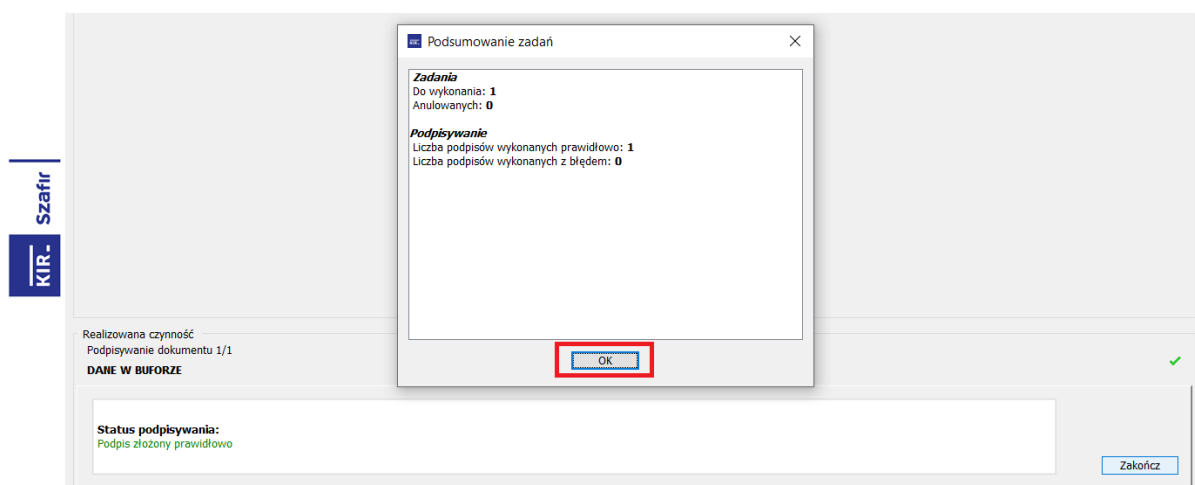 Podsumowanie zadań
Zadania
Do wykonania: 1
Anulowanych: 0
Podpisywanie
Liczba podpisów wykonanych prawidłowo: 1
Liczba podpisów wykonanych z błędem: 0
OK
KIR. Szafir
Realizowana czynność
Podpisywanie dokumentu 1/1
DANE W BUFORZE
Status podpisywania:
Podpis złożony prawidłowo
Zakończ